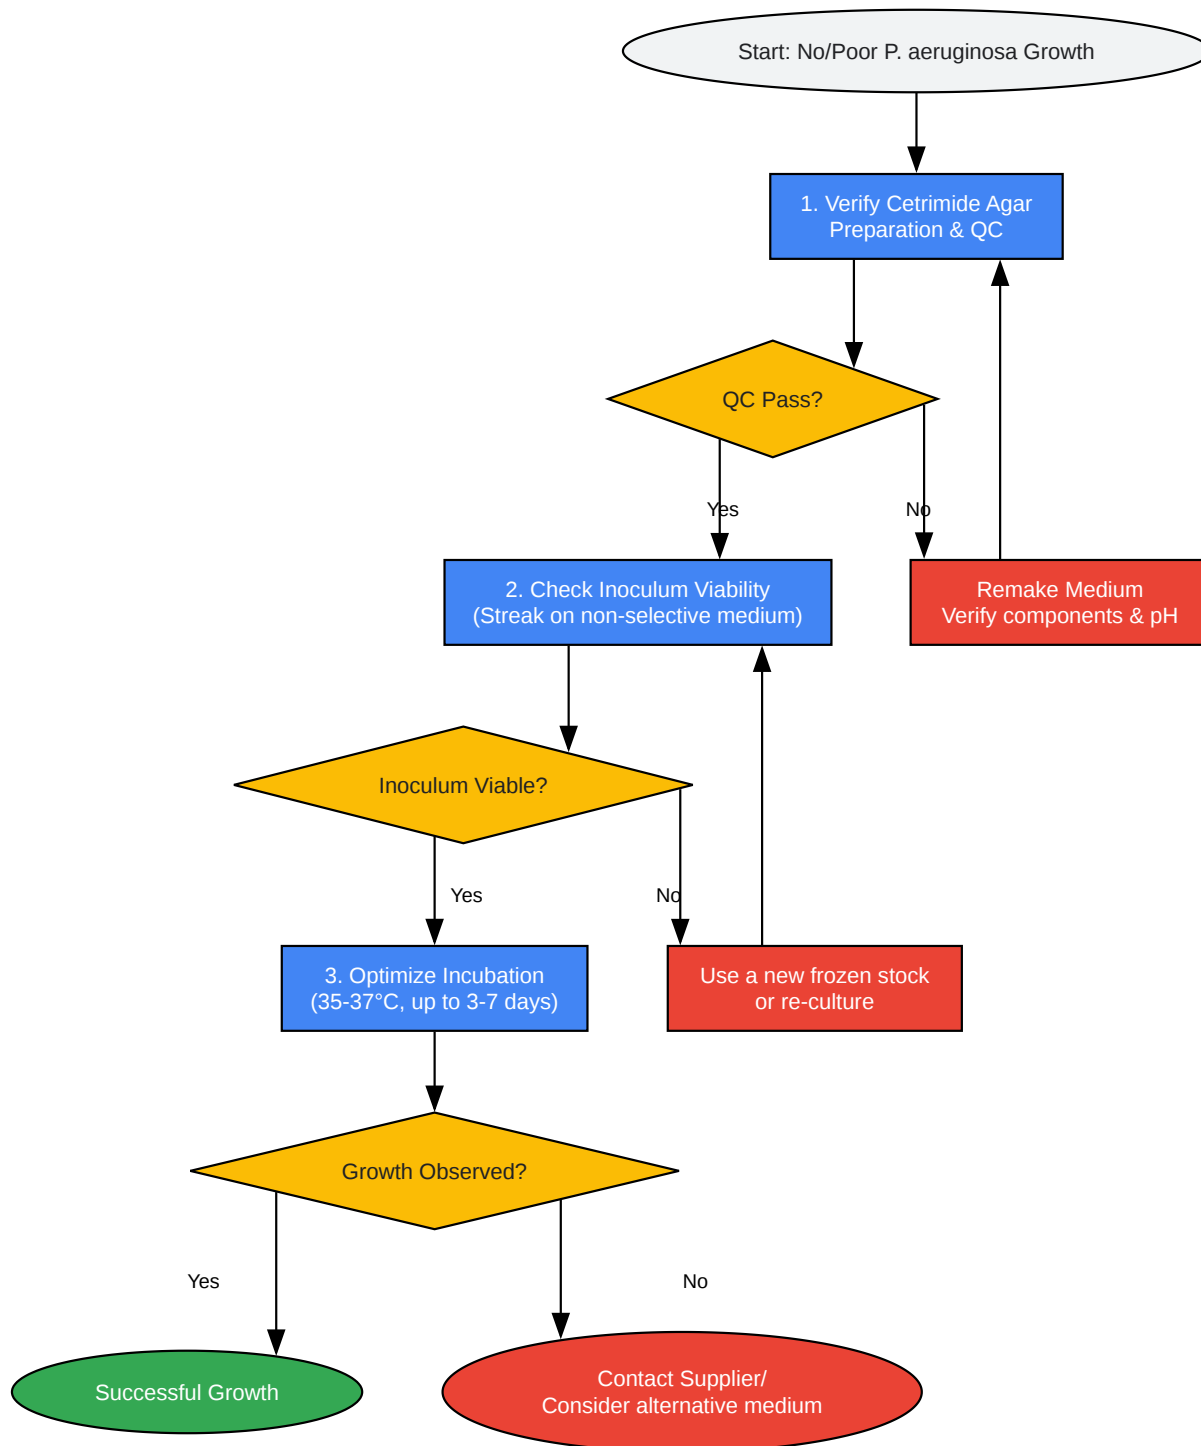 Start: No/Poor P. aeruginosa Growth
1. Verify Cetrimide Agar
Preparation & QC
QC Pass?
Yes
No
2. Check Inoculum Viability
(Streak on non-selective medium)
Remake Medium
Verify components & pH
Inoculum Viable?
Yes
No
3. Optimize Incubation
(35-37°C, up to 3-7 days)
Use a new frozen stock
or re-culture
Growth Observed?
Yes
No
Successful Growth
Contact Supplier/
Consider alternative medium